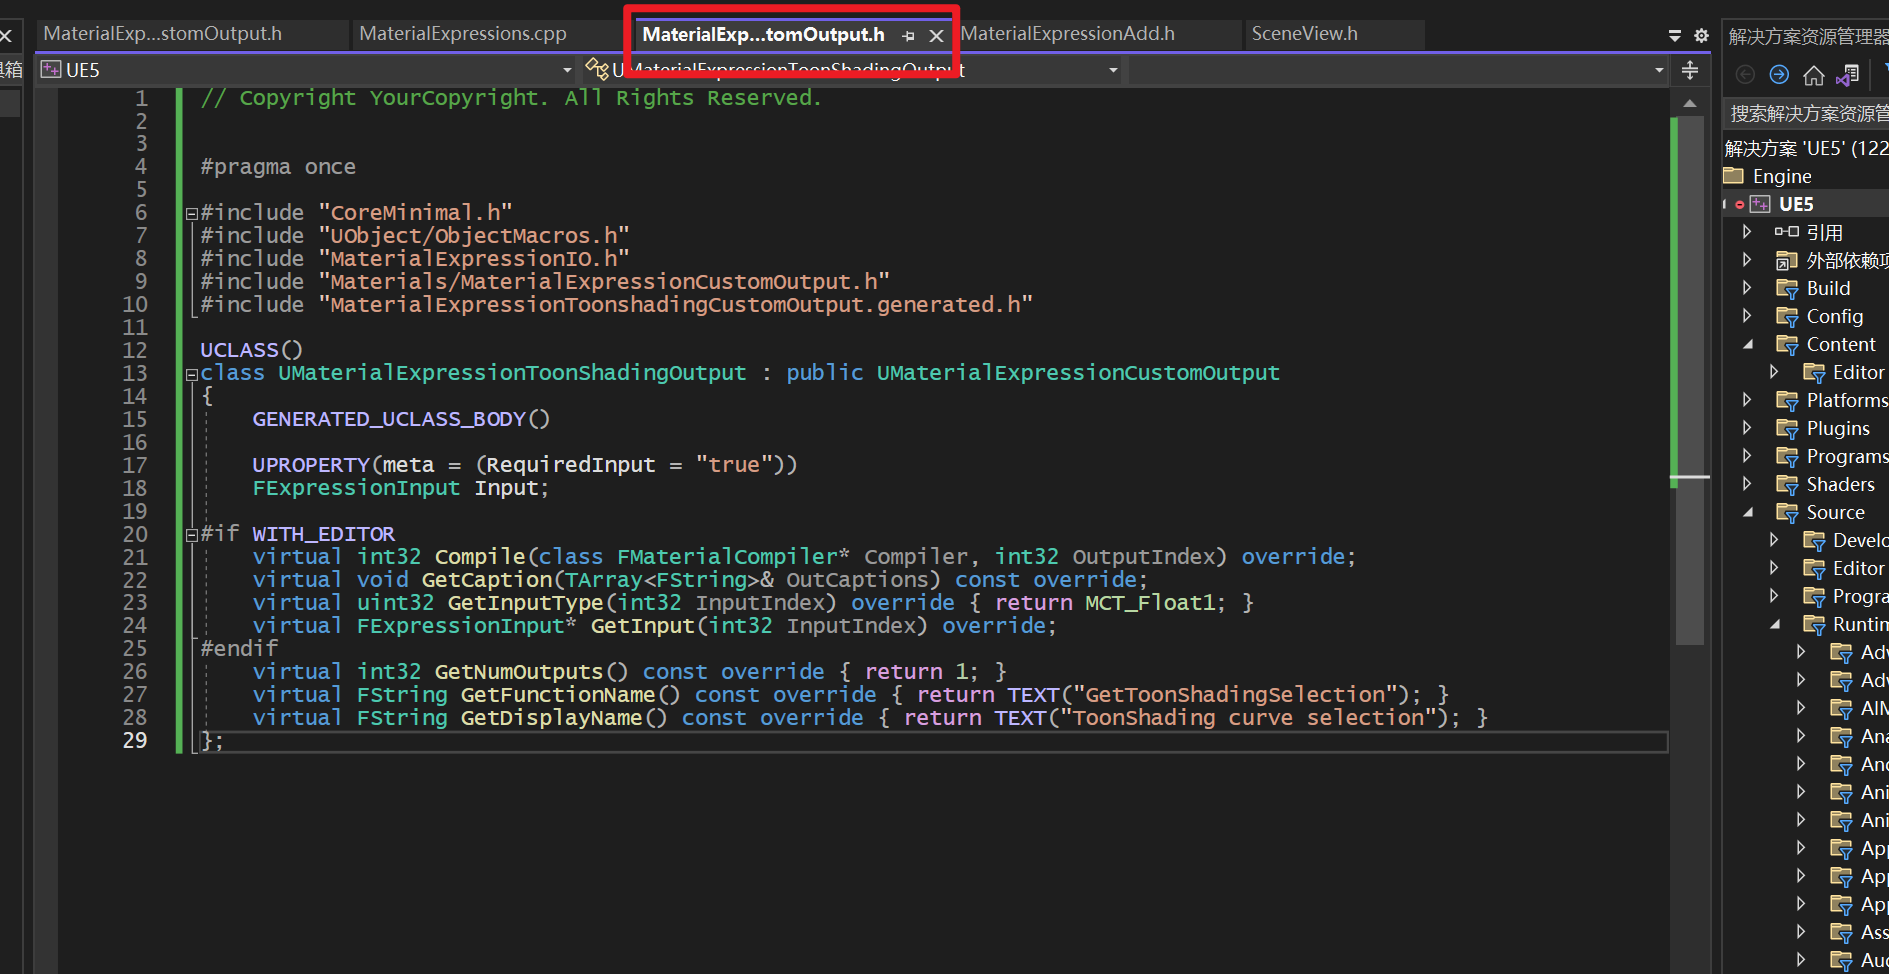 MaterialExp...stomOutput.h
MaterialExpressions.cpp
MaterialExp...tomOutput.h
MaterialExpressionAdd.h
SceneView.h
UE5
UMaterialExpressionToonShadingOutput
1 // Copyright YourCopyright. All Rights Reserved.
2
3
4 #pragma once
5
6 #include "CoreMinimal.h"
7 #include "UObject/ObjectMacros.h"
8 #include "MaterialExpressionIO.h"
9 #include "Materials/MaterialExpressionCustomOutput.h"
10 #include "MaterialExpressionToonshadingCustomOutput.generated.h"
11
12 UCLASS()
13 class UMaterialExpressionToonShadingOutput : public UMaterialExpressionCustomOutput
14 {
15 GENERATED_UCLASS_BODY()
16
17 UPROPERTY(meta = (RequiredInput = "true"))
18 FExpressionInput Input;
19
20 #if WITH_EDITOR
21 virtual int32 Compile(class FMaterialCompiler* Compiler, int32 OutputIndex) override;
22 virtual void GetCaption(TArray<FString>& OutCaptions) const override;
23 virtual uint32 GetInputType(int32 InputIndex) override { return MCT_Float1; }
24 virtual FExpressionInput* GetInput(int32 InputIndex) override;
25 #endif
26 virtual int32 GetNumOutputs() const override { return 1; }
27 virtual FString GetFunctionName() const override { return TEXT("GetToonShadingSelection"); }
28 virtual FString GetDisplayName() const override { return TEXT("ToonShading curve selection"); }
29 };
具箱
解决方案资源管理器
搜索解决方案资源管
解决方案 'UE5' (122
Engine
UE5
引用
外部依赖项
Build
Config
Content
Editor
Platforms
Plugins
Programs
Shaders
Source
Develo
Editor
Progra
Runtim
Adv
Adv
AIM
Ana
And
Ani
Ani
App
App
App
Ass
Aud